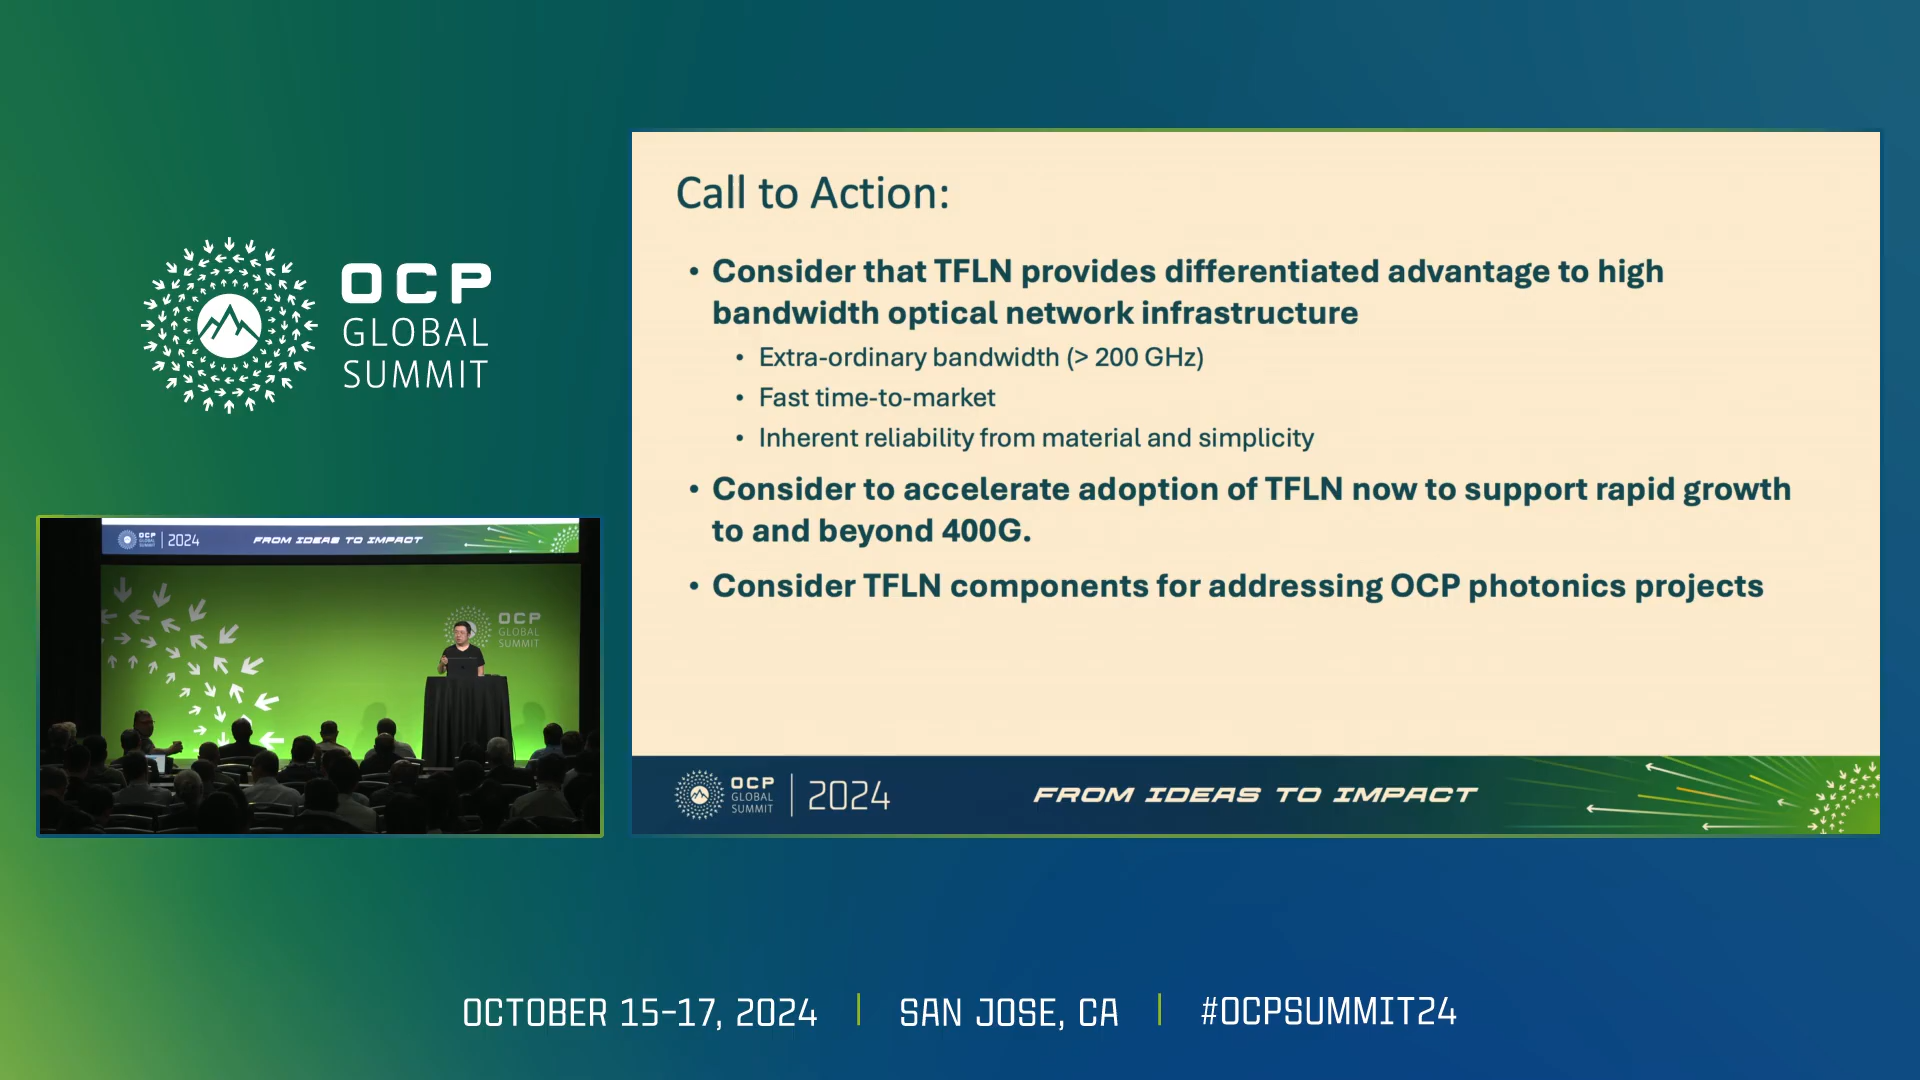 OCP
GLOBAL
SUMMIT
Call to Action:
• Consider that TFLN provides differentiated advantage to high
bandwidth optical network infrastructure
• Extra-ordinary bandwidth (> 200 GHz)
• Fast time-to-market
• Inherent reliability from material and simplicity
• Consider to accelerate adoption of TFLN now to support rapid growth
to and beyond 400G.
• Consider TFLN components for addressing OCP photonics projects
OCP
GLOBAL
SUMMIT
2024
FROM IDEAS TO IMPACT
OCP
GLOBAL
SUMMIT
2024
FROM IDEAS TO IMPACT
OCP
GLOBAL
SUMMIT
OCTOBER 15-17, 2024 | SAN JOSE, CA | #OCPSUMMIT24